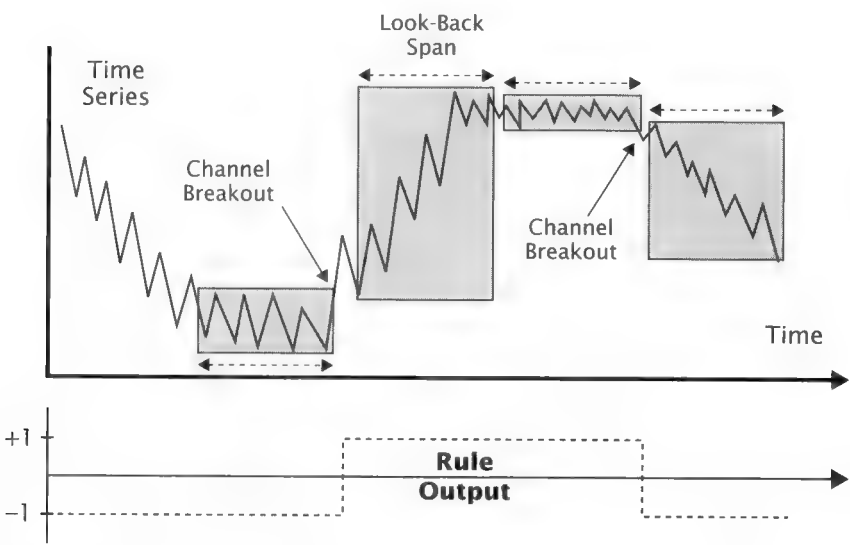 Look-Back
Span
Time
Series
Channel
Breakout
Channel
Breakout
Time
+1
Rule
Output
−1